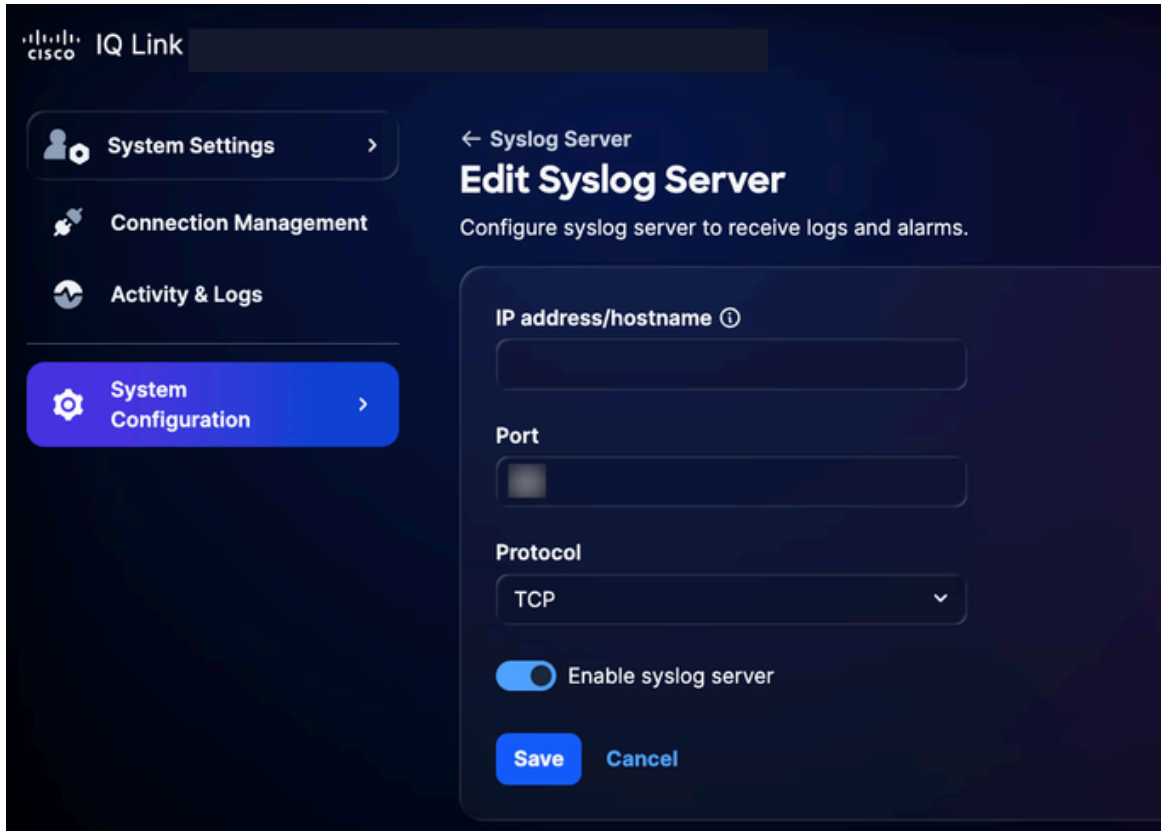 cisco IQ Link
System Settings
Connection Management
Activity & Logs
System
Configuration
← Syslog Server
Edit Syslog Server
Configure syslog server to receive logs and alarms.
IP address/hostname
Port
Protocol
TCP
Enable syslog server
Save Cancel